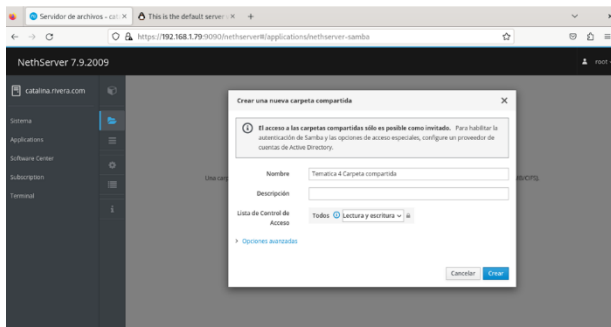 Servidor de archivos - cat
This is the default server
https://192.168.1.79:9090/nethserver#/applications/nethserver-samba
NethServer 7.9.2009
root
catalina.rivera.com
Sistema
Applications
Software Center
Subscription
Terminal
Use carp
Crear una nueva carpeta compartida
El acceso a las carpetas compartidas sólo es posible como invitado. Para habilitar la
autenticación de Samba y las opciones de acceso especiales, configure un proveedor de
cuentas de Active Directory.
Nombre
Tematica 4 Carpeta compartida
Descripción
Lista de Control de
Acceso
Todos
Lectura y escritura
Opciones avanzadas
Cancelar
Crear